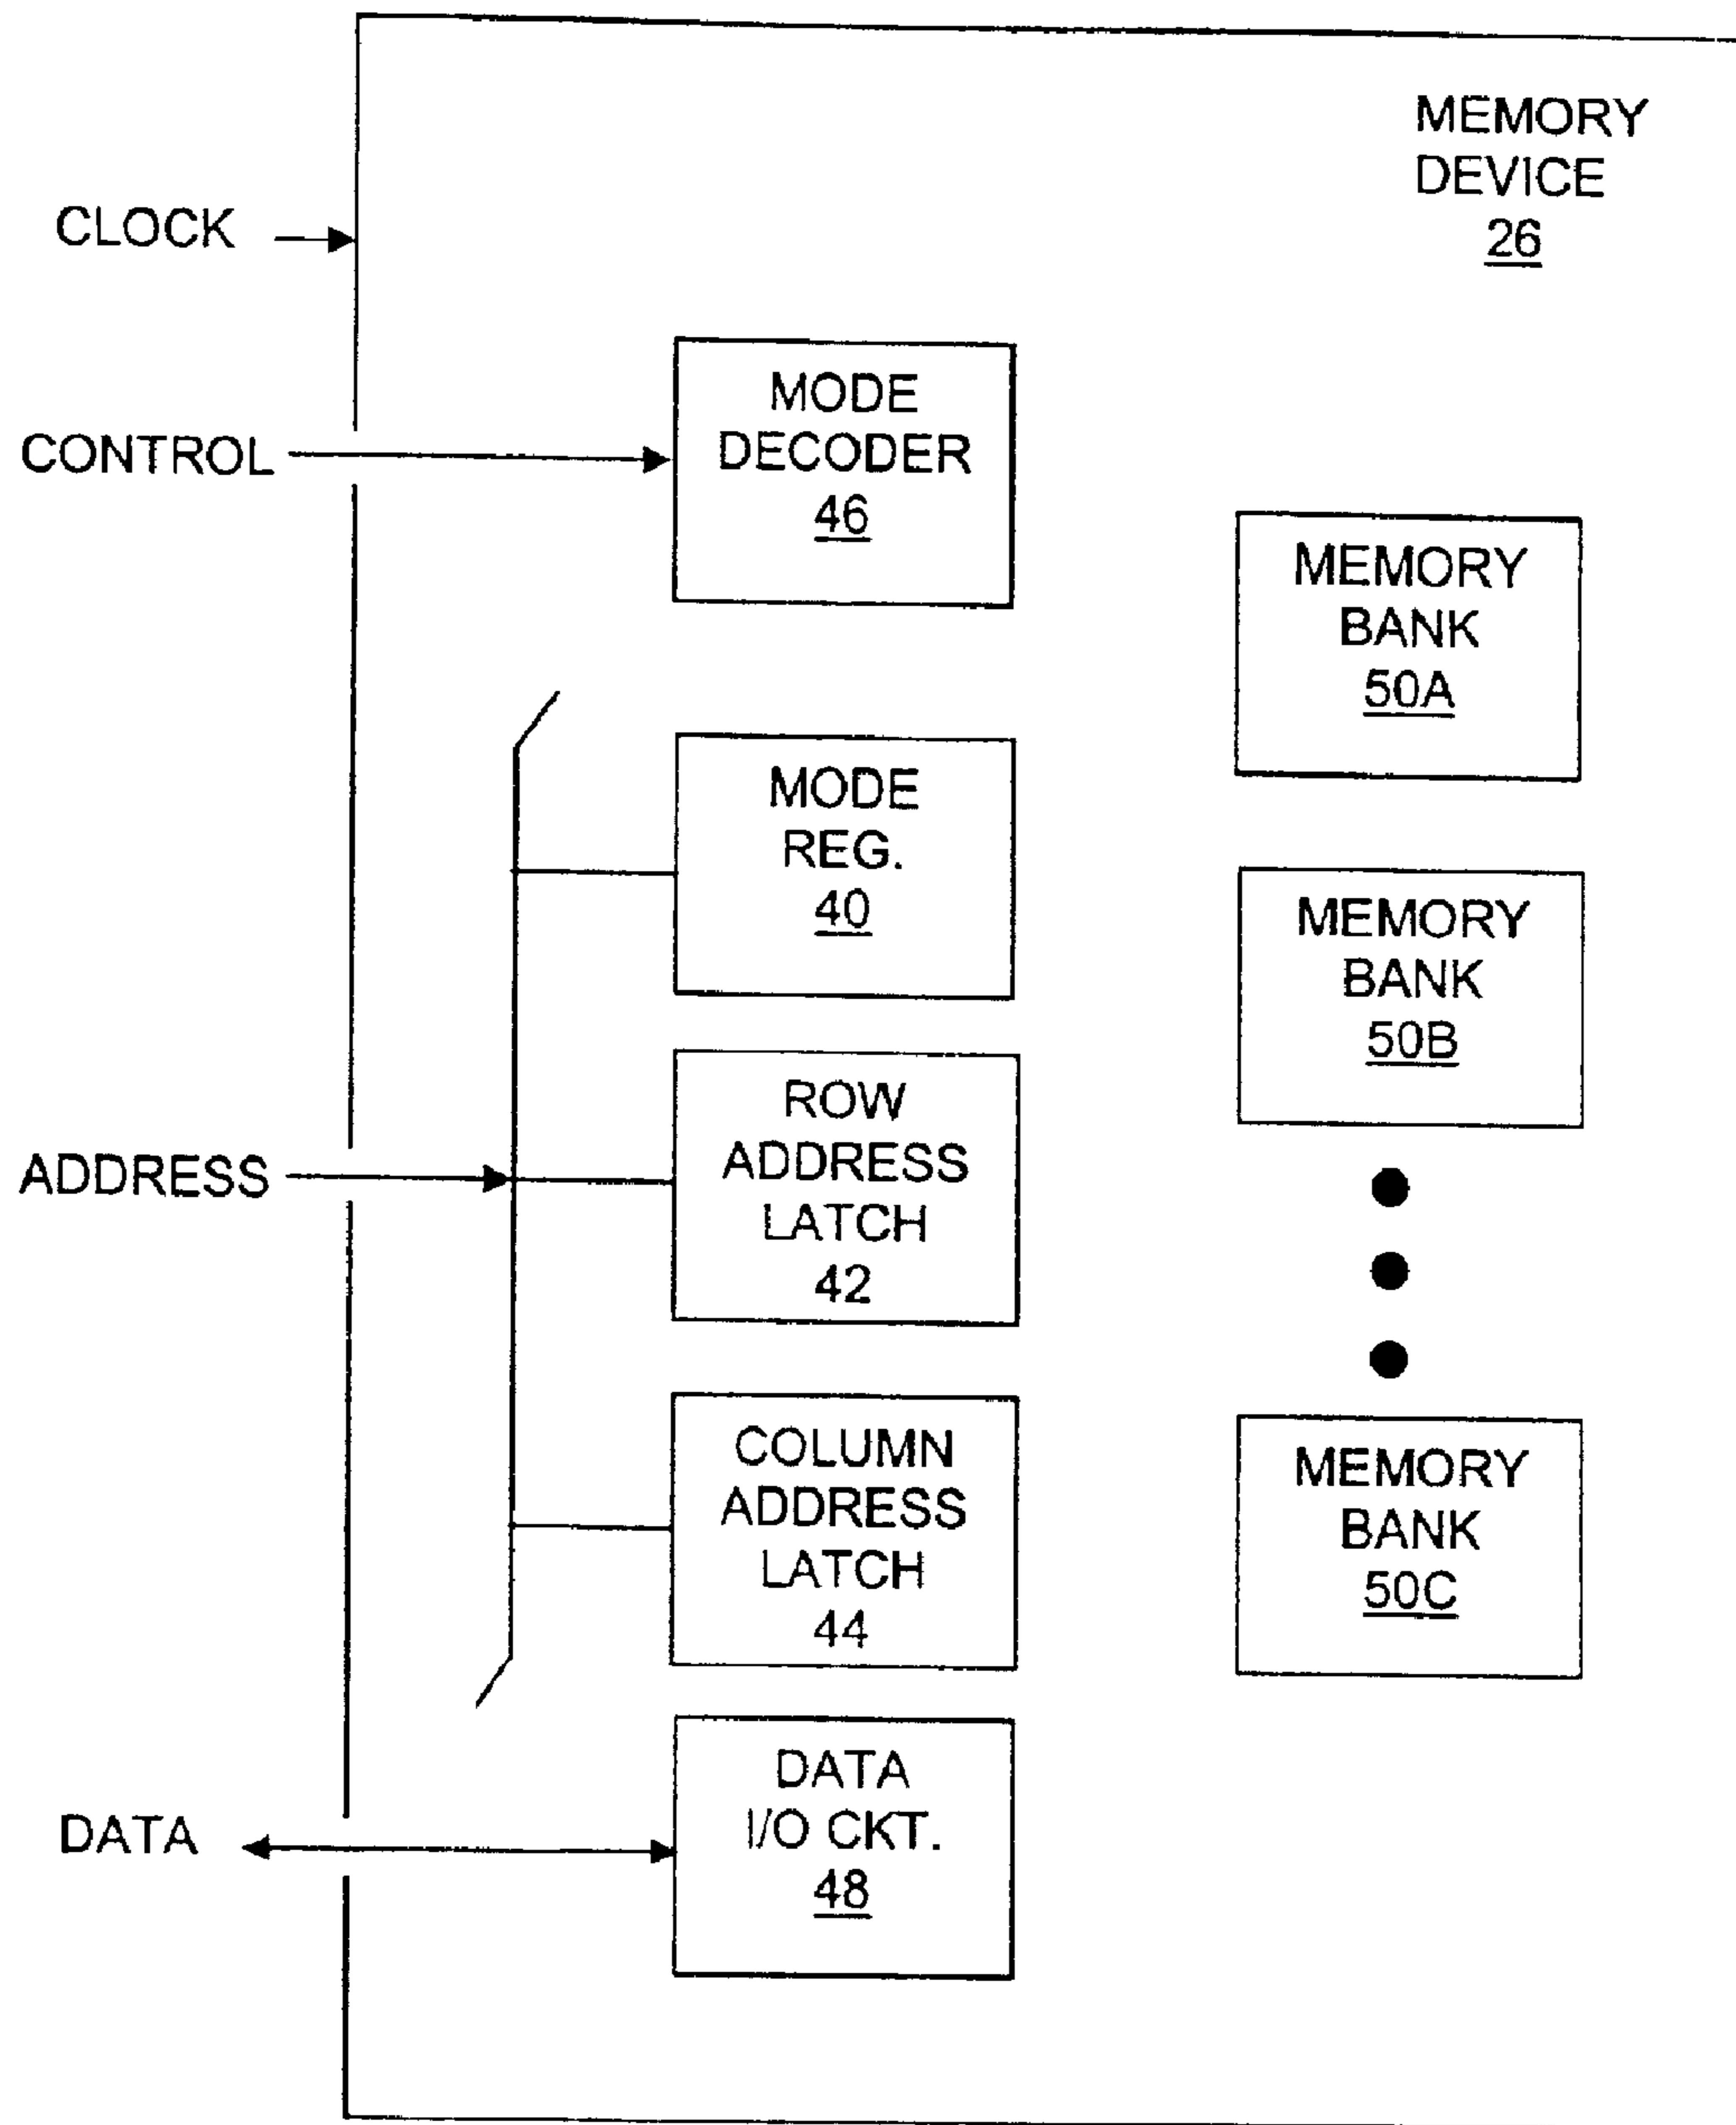 MEMORY
DEVICE
26
CLOCK
MODE
DECODER
46
CONTROL
MEMORY
BANK
50A
MODE
REG.
40
MEMORY
BANK
50B
ROW
ADDRESS
LATCH
42
ADDRESS
COLUMN
ADDRESS
LATCH
44
MEMORY
BANK
50C
DATA
I/O CKT.
48
DATA